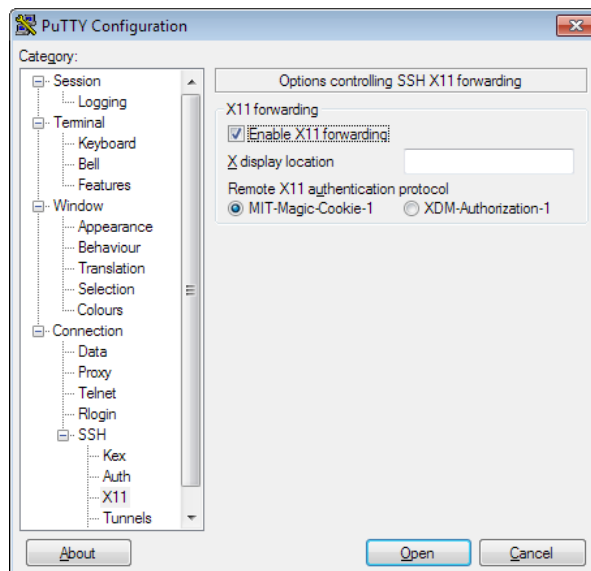 PuTTY Configuration
Category:
Session
Logging
Terminal
Keyboard
Bell
Features
Window
Appearance
Behaviour
Translation
Selection
Colours
Connection
Data
Proxy
Telnet
Rlogin
SSH
Kex
Auth
X11
Tunnels
Options controlling SSH X11 forwarding
X11 forwarding
Enable X11 forwarding
X display location
Remote X11 authentication protocol
MIT-Magic-Cookie-1 XDM-Authorization-1
About Open Cancel